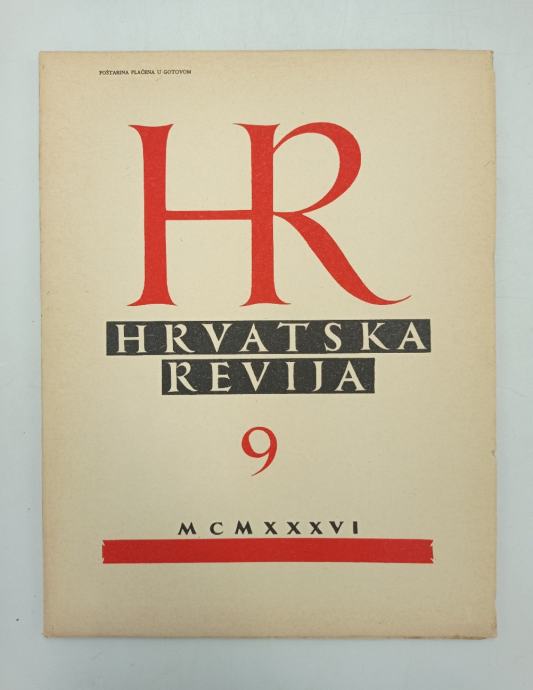 POŠTARINA PLAĆENA U GOTOVOM
HR
HRVATSKA
REVIJA
9
MCMXXXVI